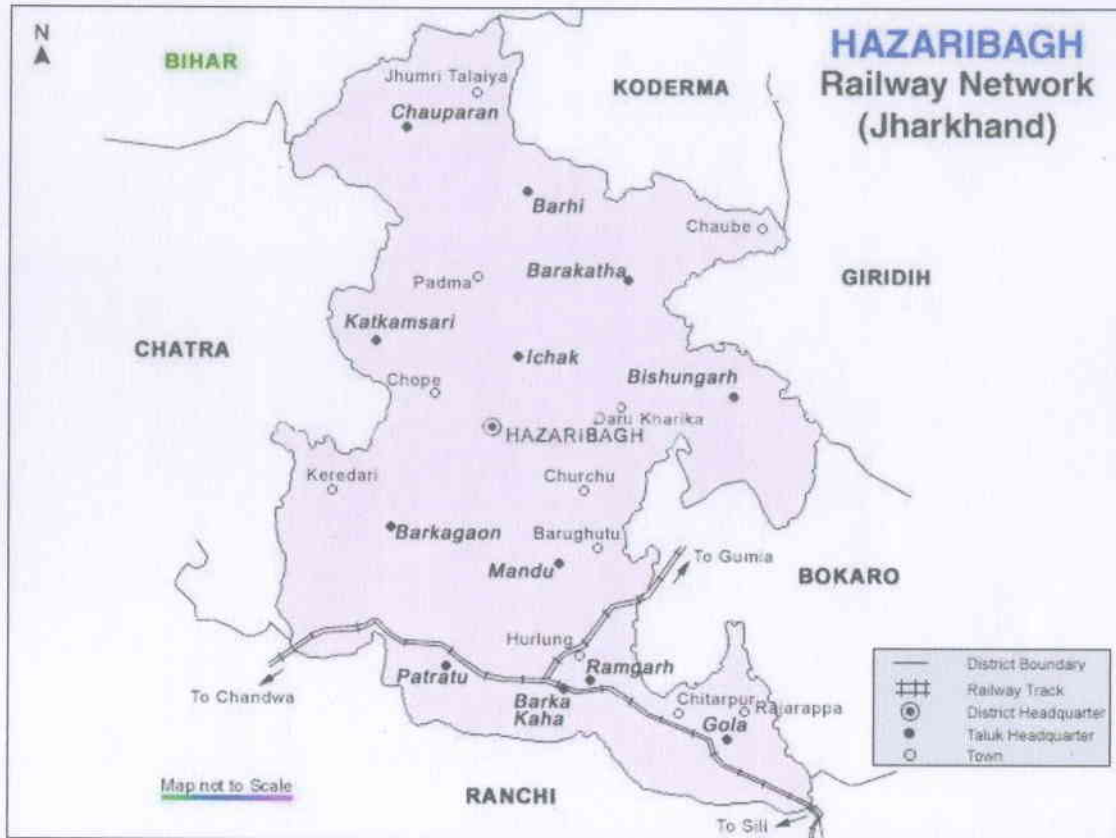 N
HAZARIBAGH
Railway Network
(Jharkhand)
BIHAR
Jhumri Talaiya
KODERMA
Chauparan
Barhi
Chaube
Barakatha
Padma
GIRIDIH
Katkamsari
CHATRA
Ichak
Bishungarh
Chope
Daru Kharika
HAZARIBAGH
Keredari
Churchu
Barkagaon
Barughutu
To Gumia
Mandu
BOKARO
Hurlung
Patratu
Ramgarh
To Chandwa
Barka
Kaha
Chitarpur
Rajarappa
Gola
District Boundary
Railway Track
District Headquarter
Taluk Headquarter
Town
Map not to Scale
RANCHI
To Sili